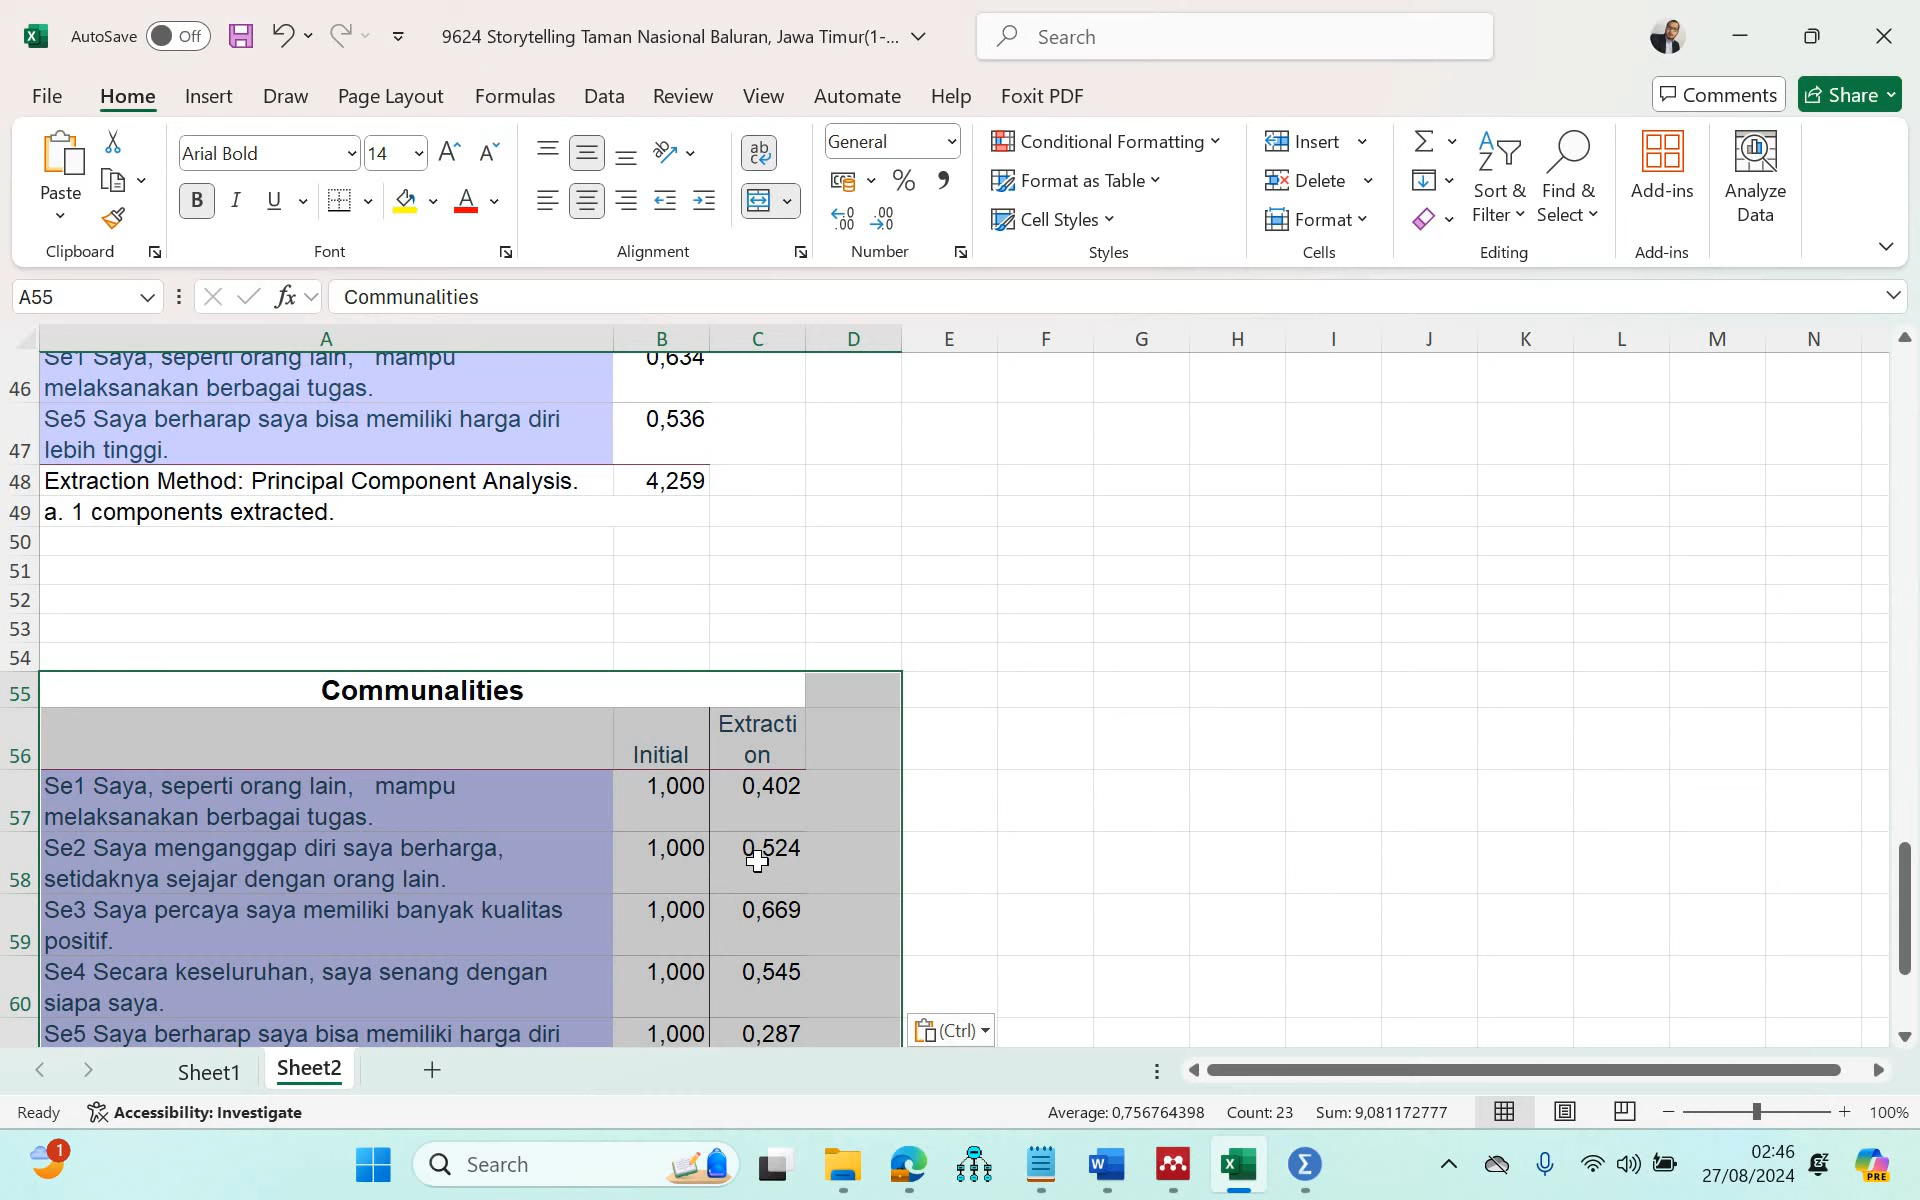 AutoSave Off 9624 Storytelling Taman Nasional Baluran, Jawa Timur(1-... Search
File Home Insert Draw Page Layout Formulas Data Review View Automate Help Foxit PDF Comments Share
Paste Arial Bold 14 General Conditional Formatting Insert Sort & Filter Find & Select Add-ins Analyze Data
Format as Table Delete
Cell Styles Format
Clipboard Font Alignment Number Styles Cells Editing Add-ins
A55 fx Communalities
A B C D E F G H I J K L M N
46 Se1 Saya, seperti orang lain, mampu 0,634
melaksanakan berbagai tugas.
47 Se5 Saya berharap saya bisa memiliki harga diri 0,536
lebih tinggi.
48 Extraction Method: Principal Component Analysis. 4,259
49 a. 1 components extracted.
50
51
52
53
54
55 Communalities
56 Initial Extracti
on
57 Se1 Saya, seperti orang lain, mampu 1,000 0,402
melaksanakan berbagai tugas.
58 Se2 Saya menganggap diri saya berharga, 1,000 0,524
setidaknya sejajar dengan orang lain.
59 Se3 Saya percaya saya memiliki banyak kualitas 1,000 0,669
positif.
60 Se4 Secara keseluruhan, saya senang dengan 1,000 0,545
siapa saya.
Se5 Saya berharap saya bisa memiliki harga diri 1,000 0,287
(Ctrl)
Sheet1 Sheet2
Ready Accessibility: Investigate Average: 0,756764398 Count: 23 Sum: 9,081172777 100%
1 Search 02:46
27/08/2024
PRE